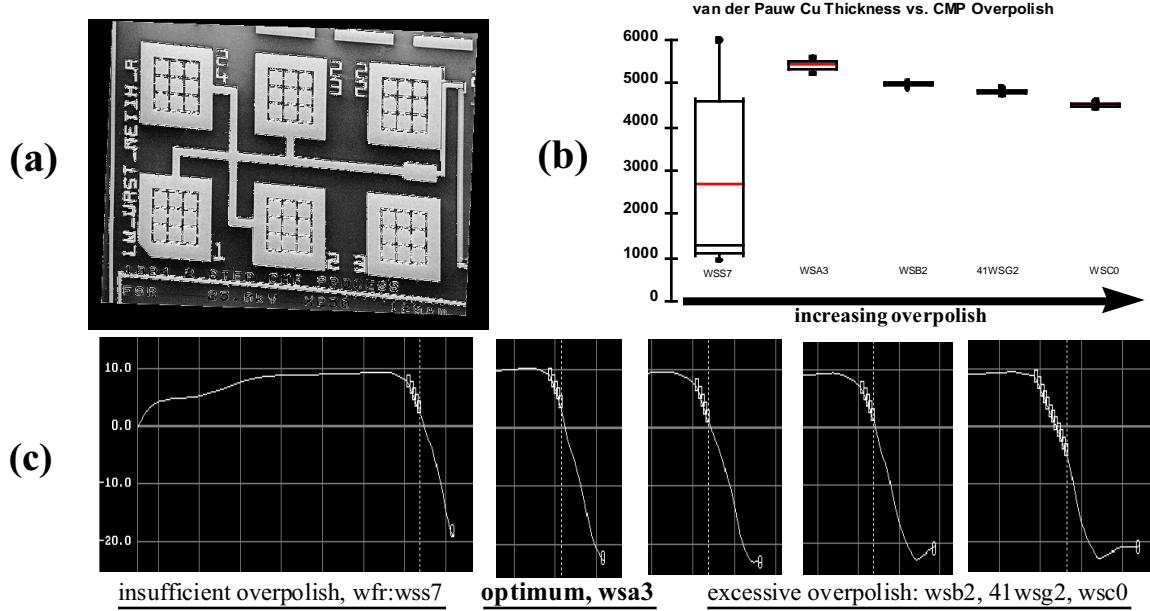 van der Pauw Cu Thickness vs. CMP Overpolish
(a)
LW_URST_METIH_A
1
2
3
(b)
6000
5000
4000
3000
2000
1000
0
WSS7 WSA3 WSB2 41WSG2 WSC0
increasing overpolish
(c)
10.0
0.0
-10.0
-20.0
insufficient overpolish, wfr:wss7
optimum, wsa3
excessive overpolish: wsb2, 41wsg2, wsc0